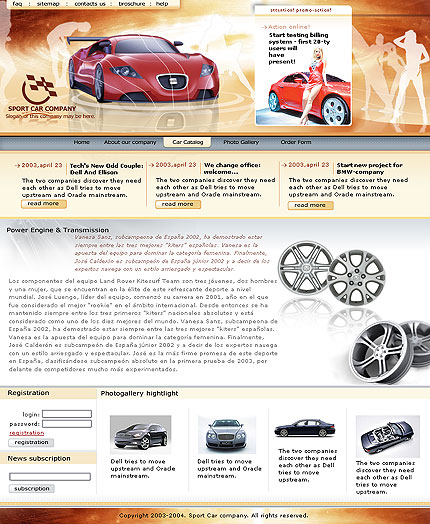 faq : sitemap : contacts us : broschure : help
attention! promo-action!
Action online!
Start testing billing
system - first 20-ty
users will
have
present!
SPORT CAR COMPANY
Slogan of this company may be here.
Home
About our company
Car Catalog
Photo Gallery
Order Form
2003,april 23
Tech's New Odd Couple:
Dell And Ellison
The two companies discover they need
each other as Dell tries to move
upstream and Oracle mainstream.
read more
2003,april 23
We change office:
welcome...
The two companies discover they need
each other as Dell tries to move
upstream and Oracle mainstream.
read more
2003,april 23
Start new project for
BMW-company
The two companies discover they need
each other as Dell tries to move
upstream and Oracle mainstream.
read more
Power Engine & Transmission
Vanesa Sanz, subcampeona de España 2002, ha demostrado estar
siempre entre las tres mejores "kiters" españolas. Vanesa es la
apuesta del equipo para dominar la categoria femenina. Finalmente,
José Calderón es subcampeón de España júnior 2002 y a decir de los
expertos navega con un estilo arriesgado y espectacular.
Los componentes del equipo Land Rover Kitesurf Team son tres jóvenes, dos hombres
y una mujer, que se encuentran en la élite de este refrescante deporte a nivel
mundial. José Luengo, líder del equipo, comenzó su carrera en 2001, año en el que
fue considerado el mejor "rookie" en el ámbito internacional. Desde entonces se ha
mantenido siempre entre los tres primeros "kiters" nacionales absolutos y está
considerado como uno de los diez mejores del mundo. Vanesa Sanz, subcampeona de
España 2002, ha demostrado estar siempre entre las tres mejores "kiters" españolas.
Vanesa es la apuesta del equipo para dominar la categoria femenina. Finalmente,
José Calderón es subcampeón de España júnior 2002 y a decir de los expertos navega
con un estilo arriesgado y espectacular. José es la más firme promesa de este deporte
en España, clasificándose subcampeón absoluto en la primera prueba de 2003, por
delante de competidores mucho más experimentados.
Registration
login:
password:
registration
registration
News subscription
subscription
Photogallery hightlight
Dell tries to move
upstream and Oracle
mainstream.
Dell tries to move
upstream and Oracle
mainstream.
The two companies
discover they need
each other as Dell
tries to move
upstream and
mainstream.
The two companies
discover they need
each other as Dell
tries to move
upstream and
Copyright 2003-2004. Sport Car company. All rights reserved.